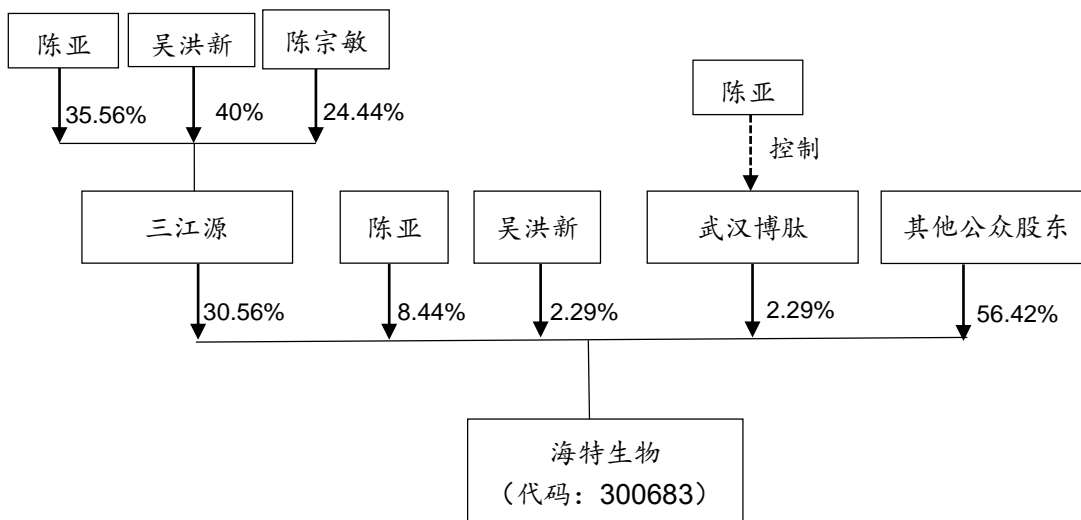 陈亚
吴洪新
陈宗敏
35.56%
40%
24.44%
陈亚
控制
三江源
陈亚
吴洪新
武汉博肽
其他公众股东
30.56%
8.44%
2.29%
2.29%
56.42%
海特生物
（代码：300683）